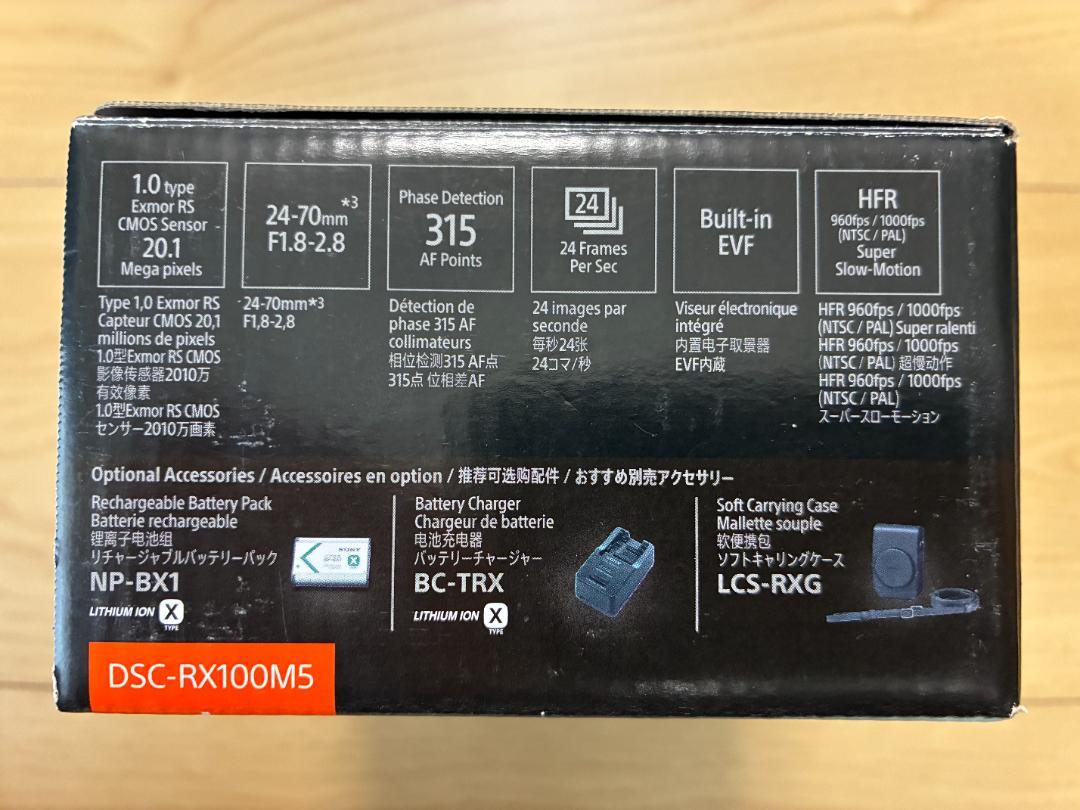 1.0 type
Exmor RS
CMOS Sensor
20.1
Mega pixels
24-70mm *3
F1.8-2.8
Phase Detection
315
AF Points
24
24 Frames
Per Sec
Built-in
EVF
HFR
960fps / 1000fps
(NTSC / PAL)
Super
Slow-Motion
Type 1,0 Exmor RS
Capteur CMOS 20,1
millions de pixels
1.0型Exmor RS CMOS
影像传感器2010万
有效像素
1.0型Exmor RS CMOS
センサー2010万画素
24-70mm*3
F1,8-2,8
Détection de
phase 315 AF
collimateurs
相位检测315 AF点
315点 位相差AF
24 images par
seconde
每秒24张
24コマ/秒
Viseur électronique
intégré
内置电子取景器
EVF内蔵
HFR 960fps / 1000fps
(NTSC / PAL) Super ralenti
HFR 960fps / 1000fps
(NTSC / PAL) 超慢动作
HFR 960fps / 1000fps
(NTSC / PAL)
スーパースローモーション
Optional Accessories / Accessoires en option / 推荐可选购配件 / おすすめ別売アクセサリー
Rechargeable Battery Pack
Batterie rechargeable
锂离子电池组
リチャージャブルバッテリーパック
NP-BX1
LITHIUM ION X
TYPE
SONY
X
Battery Charger
Chargeur de batterie
电池充电器
バッテリーチャージャー
BC-TRX
LITHIUM ION X
TYPE
Soft Carrying Case
Mallette souple
软便携包
ソフトキャリングケース
LCS-RXG
DSC-RX100M5